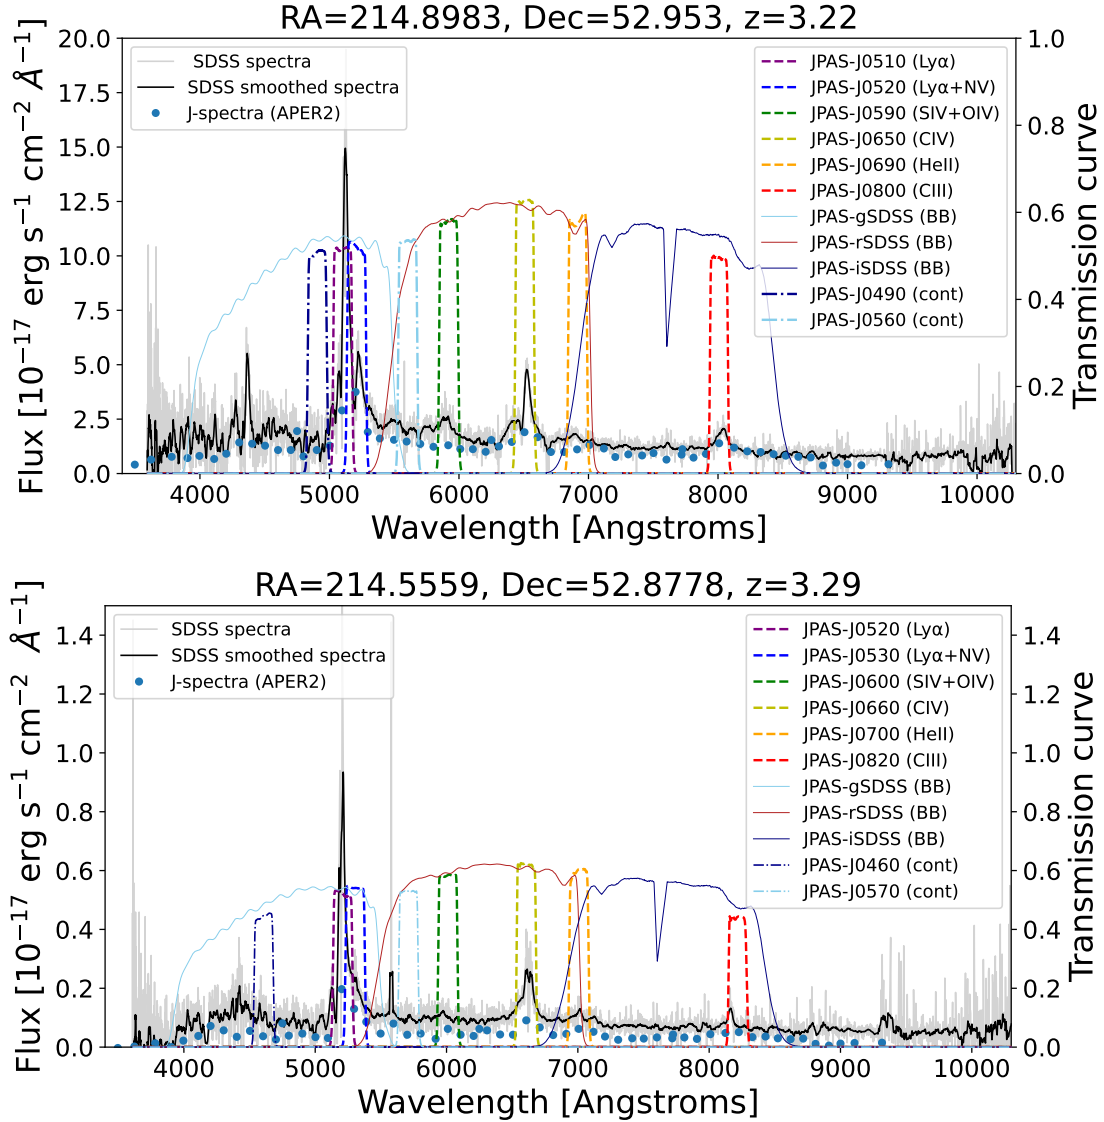 RA=214.8983, Dec=52.953, z=3.22
Flux [10⁻¹⁷ erg s⁻¹ cm⁻² Å⁻¹]
20.0
17.5
15.0
12.5
10.0
7.5
5.0
2.5
0.0
SDSS spectra
SDSS smoothed spectra
J-spectra (APER2)
JPAS-J0510 (Lyα)
JPAS-J0520 (Lyα+NV)
JPAS-J0590 (SIV+OIV)
JPAS-J0650 (CIV)
JPAS-J0690 (HeII)
JPAS-J0800 (CIII)
JPAS-gSDSS (BB)
JPAS-rSDSS (BB)
JPAS-iSDSS (BB)
JPAS-J0490 (cont)
JPAS-J0560 (cont)
1.0
0.8
0.6
0.4
0.2
0.0
Transmission curve
4000 5000 6000 7000 8000 9000 10000
Wavelength [Angstroms]
RA=214.5559, Dec=52.8778, z=3.29
Flux [10⁻¹⁷ erg s⁻¹ cm⁻² Å⁻¹]
1.4
1.2
1.0
0.8
0.6
0.4
0.2
0.0
SDSS spectra
SDSS smoothed spectra
J-spectra (APER2)
JPAS-J0520 (Lyα)
JPAS-J0530 (Lyα+NV)
JPAS-J0600 (SIV+OIV)
JPAS-J0660 (CIV)
JPAS-J0700 (HeII)
JPAS-J0820 (CIII)
JPAS-gSDSS (BB)
JPAS-rSDSS (BB)
JPAS-iSDSS (BB)
JPAS-J0460 (cont)
JPAS-J0570 (cont)
1.4
1.2
1.0
0.8
0.6
0.4
0.2
0.0
Transmission curve
4000 5000 6000 7000 8000 9000 10000
Wavelength [Angstroms]